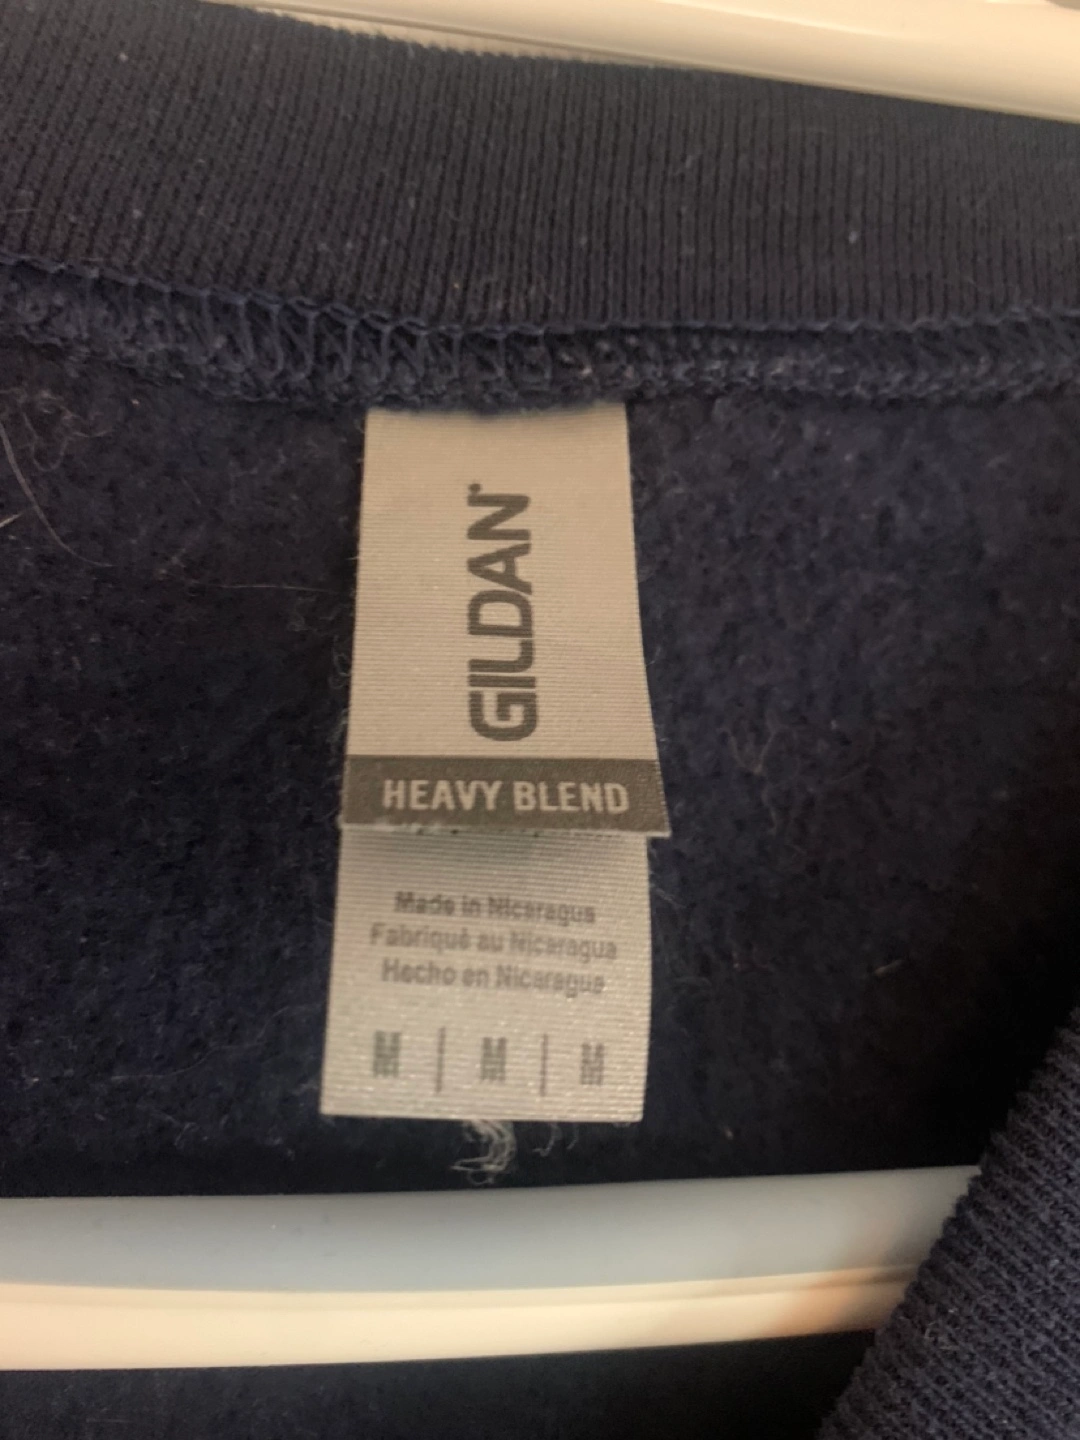 GILDAN
HEAVY BLEND
Made in Nicaragua
Fabriqué au Nicaragua
Hecho en Nicaragua